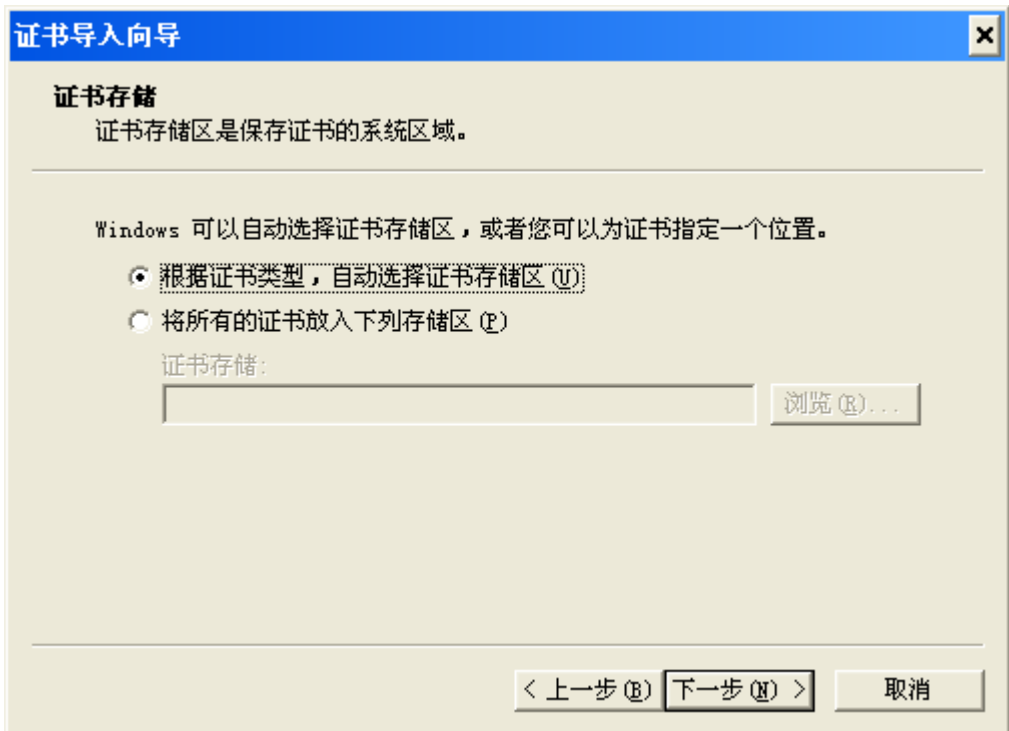 证书导入向导
证书存储
证书存储区是保存证书的系统区域。
Windows 可以自动选择证书存储区，或者您可以为证书指定一个位置。
根据证书类型，自动选择证书存储区(U)
将所有的证书放入下列存储区(P)
证书存储:
浏览(R)...
< 上一步(B) 下一步(N) > 取消